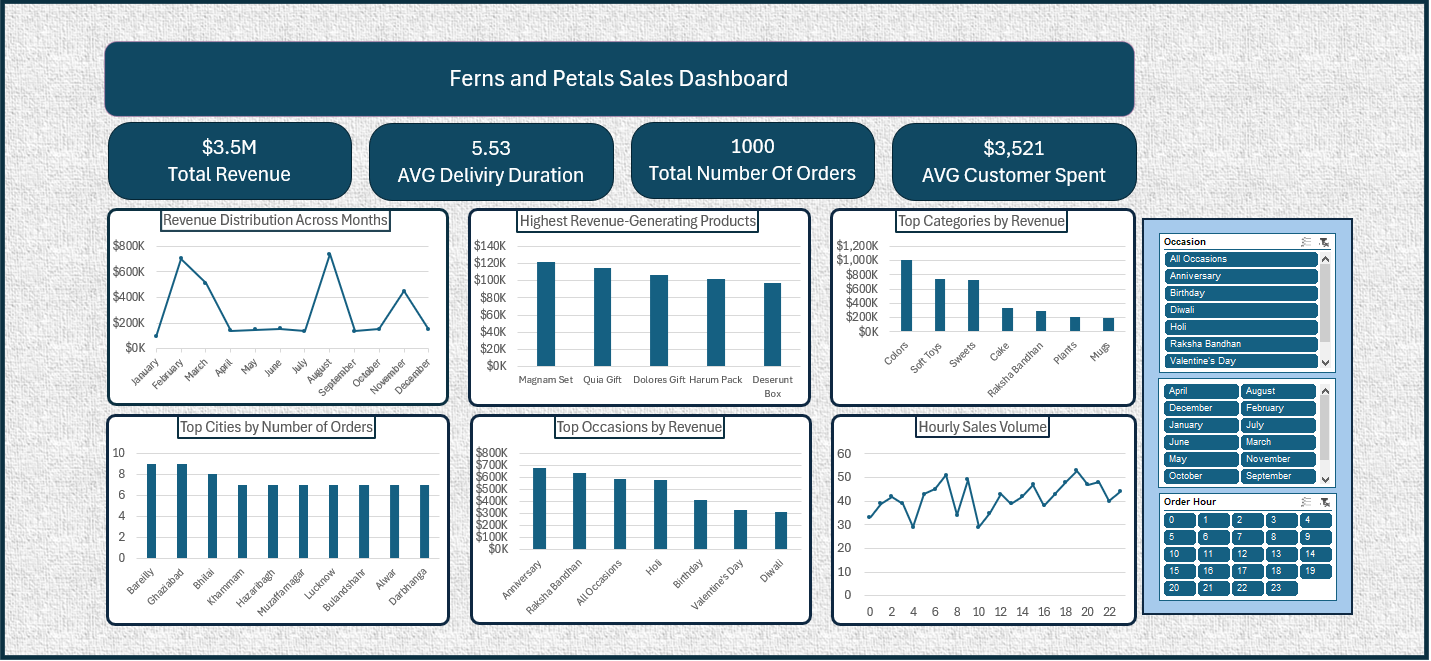 Ferns and Petals Sales Dashboard
$3.5M
Total Revenue
5.53
AVG Deliviry Duration
1000
Total Number Of Orders
$3,521
AVG Customer Spent
Revenue Distribution Across Months
$800K
$600K
$400K
$200K
$0K
January
February
March
April
May
June
July
August
September
October
November
December
Highest Revenue-Generating Products
$140K
$120K
$100K
$80K
$60K
$40K
$20K
$0K
Magnam Set
Quia Gift
Dolores Gift
Harum Pack
Deserunt
Box
Top Categories by Revenue
$1,200K
$1,000K
$800K
$600K
$400K
$200K
$0K
Colors
Soft Toys
Sweets
Cake
Raksha Bandhan
Plants
Mugs
Top Cities by Number of Orders
10
8
6
4
2
0
Bareilly
Ghaziabad
Bhilai
Khammam
Hazaribagh
Muzaffarnagar
Lucknow
Bulandshahr
Alwar
Darbhanga
Top Occasions by Revenue
$800K
$700K
$600K
$500K
$400K
$300K
$200K
$100K
$0K
Anniversary
Raksha Bandhan
All Occasions
Holi
Birthday
Valentine's Day
Diwali
Hourly Sales Volume
60
50
40
30
20
10
0
0 2 4 6 8 10 12 14 16 18 20 22
Occasion
All Occasions
Anniversary
Birthday
Diwali
Holi
Raksha Bandhan
Valentine's Day
April August
December February
January July
June March
May November
October September
Order Hour
0 1 2 3 4
5 6 7 8 9
10 11 12 13 14
15 16 17 18 19
20 21 22 23